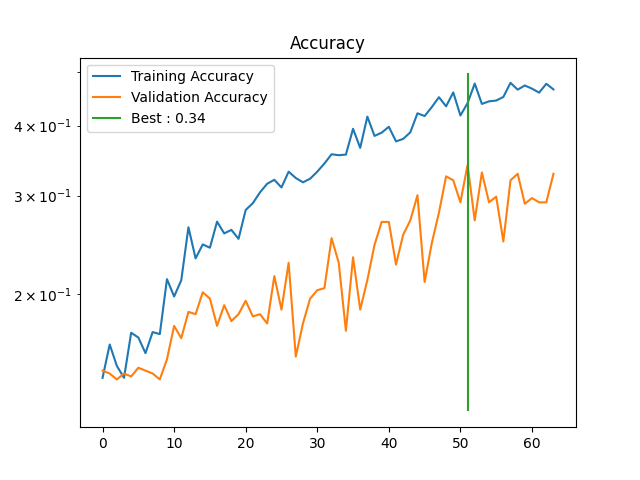 Accuracy
Training Accuracy
Validation Accuracy
Best : 0.34
4 × 10⁻¹
3 × 10⁻¹
2 × 10⁻¹
0 10 20 30 40 50 60